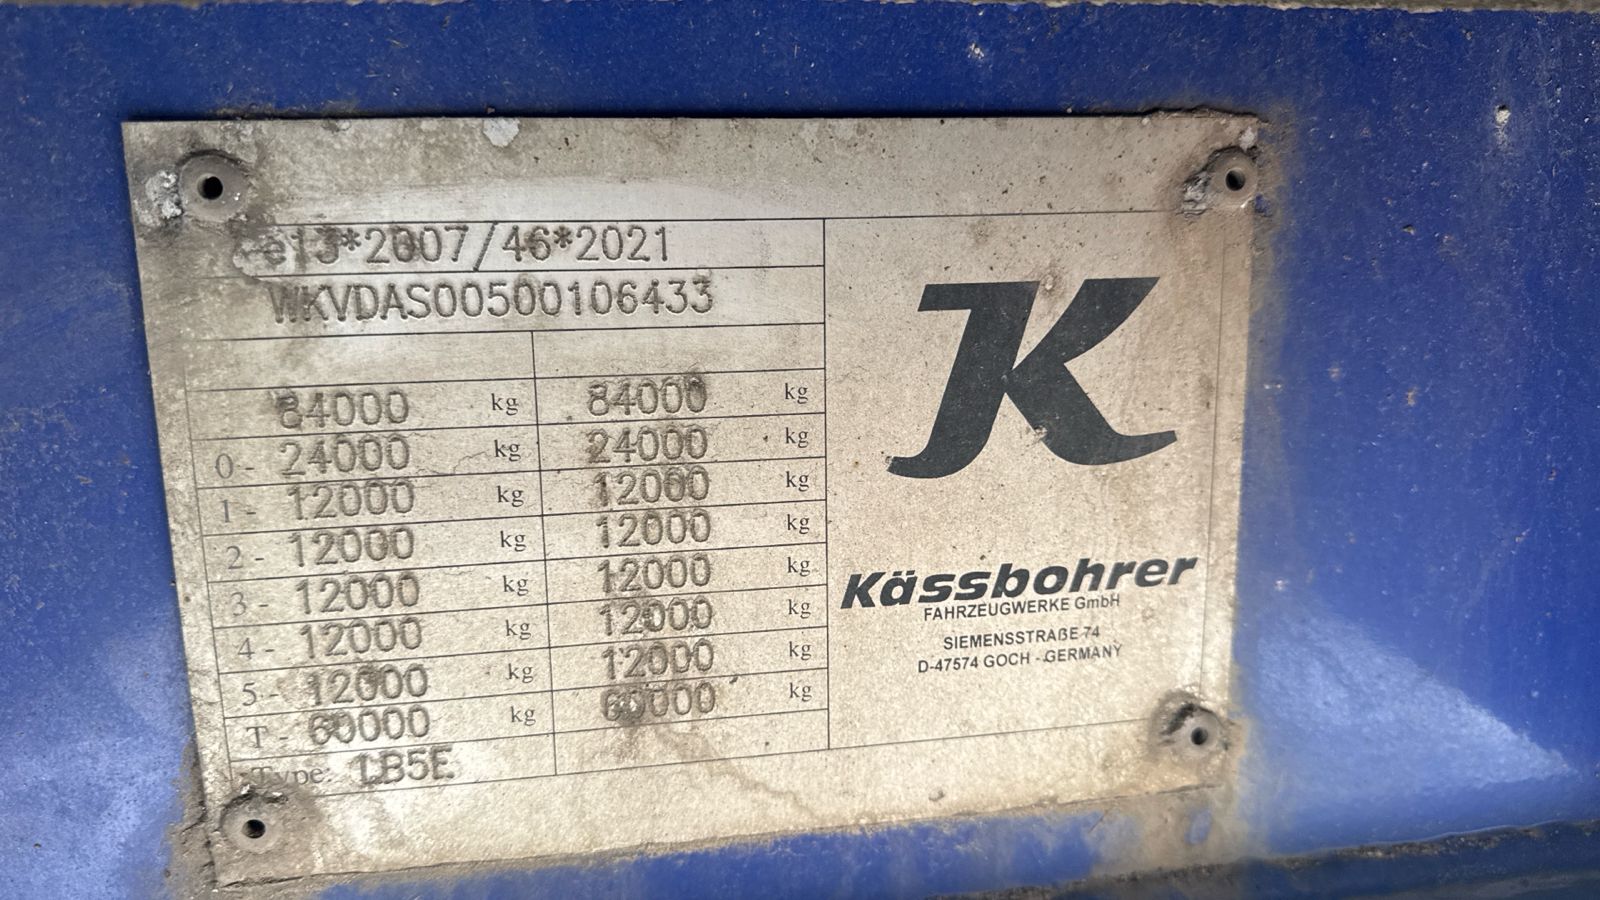 e13*2007/46*2021
WKVDAS00500106433
84000 kg 84000 kg
0 - 24000 kg 24000 kg
1 - 12000 kg 12000 kg
2 - 12000 kg 12000 kg
3 - 12000 kg 12000 kg
4 - 12000 kg 12000 kg
5 - 12000 kg 12000 kg
T - 60000 kg 60000 kg
Type: LB5E
K
Kässbohrer
FAHRZEUGWERKE GmbH
SIEMENSSTRAßE 74
D-47574 GOCH - GERMANY